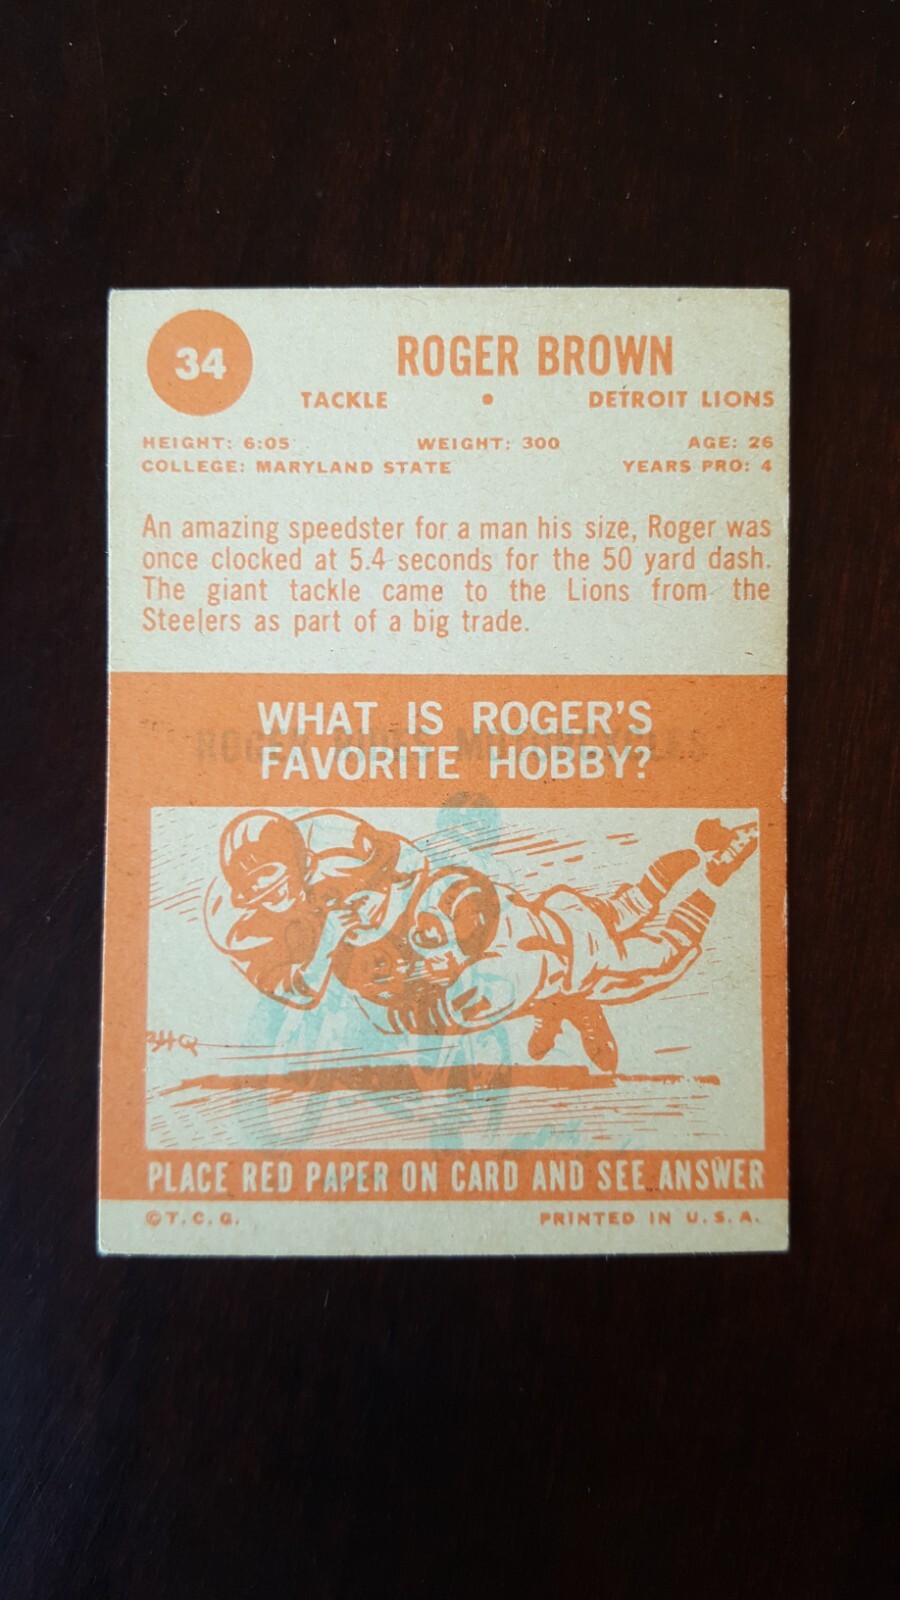 34
ROGER BROWN
TACKLE • DETROIT LIONS
HEIGHT: 6:05 WEIGHT: 300 AGE: 26
COLLEGE: MARYLAND STATE YEARS PRO: 4
An amazing speedster for a man his size, Roger was
once clocked at 5.4 seconds for the 50 yard dash.
The giant tackle came to the Lions from the
Steelers as part of a big trade.
WHAT IS ROGER'S
ROGER RIDES MOTORCYCLES
FAVORITE HOBBY?
PLACE RED PAPER ON CARD AND SEE ANSWER
©T.C.G. PRINTED IN U.S.A.